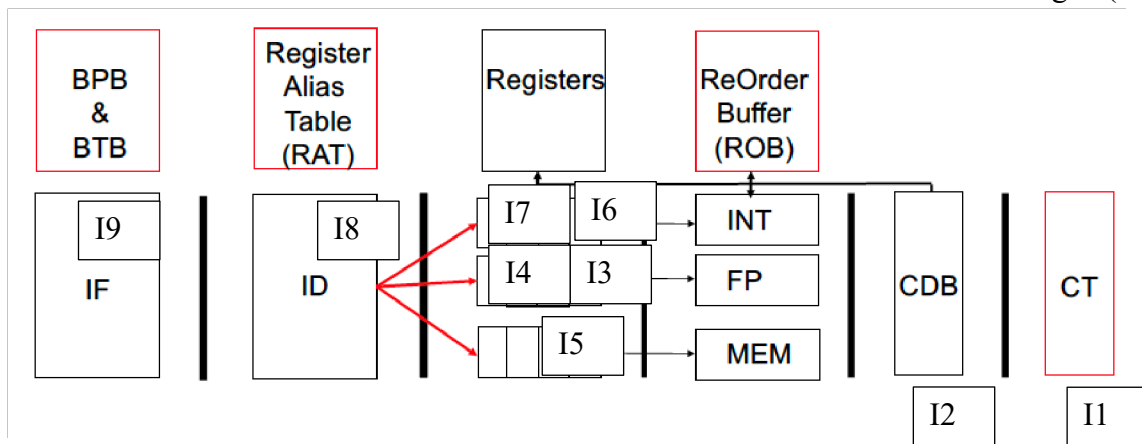 BPB
&
BTB
Register
Alias
Table
(RAT)
Registers
ReOrder
Buffer
(ROB)
I9
IF
I8
ID
I7
I6
INT
I4
I3
FP
I5
MEM
CDB
CT
I2
I1